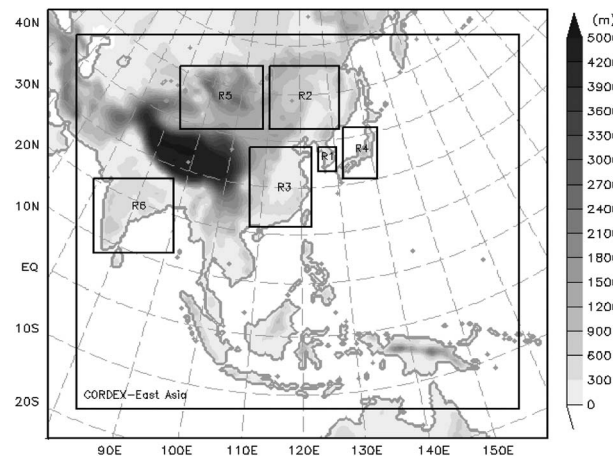 (m)
40N
30N
20N
10N
EQ
10S
20S
R5
R2
R1
R4
R3
R6
CORDEX-East Asia
90E 100E 110E 120E 130E 140E 150E
5000
4200
3900
3600
3300
3000
2700
2400
2100
1800
1500
1200
900
600
300
0